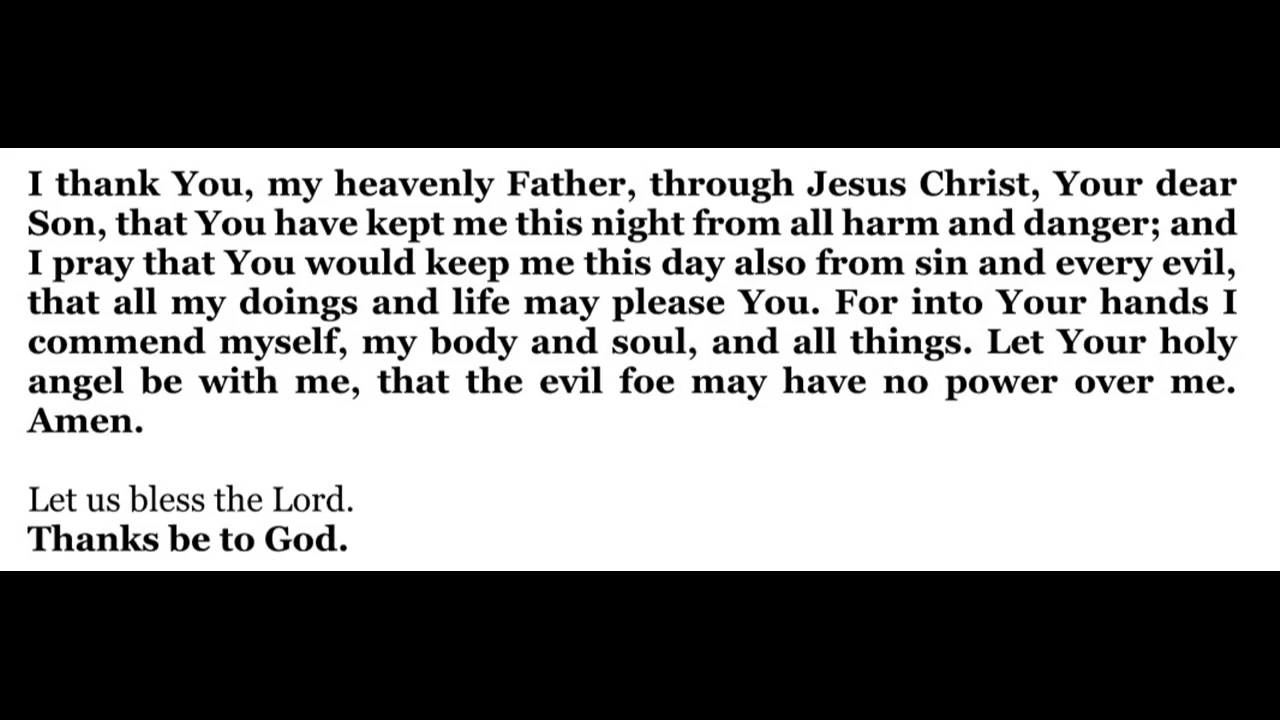 I thank You, my heavenly Father, through Jesus Christ, Your dear
Son, that You have kept me this night from all harm and danger; and
I pray that You would keep me this day also from sin and every evil,
that all my doings and life may please You. For into Your hands I
commend myself, my body and soul, and all things. Let Your holy
angel be with me, that the evil foe may have no power over me.
Amen.
Let us bless the Lord.
Thanks be to God.